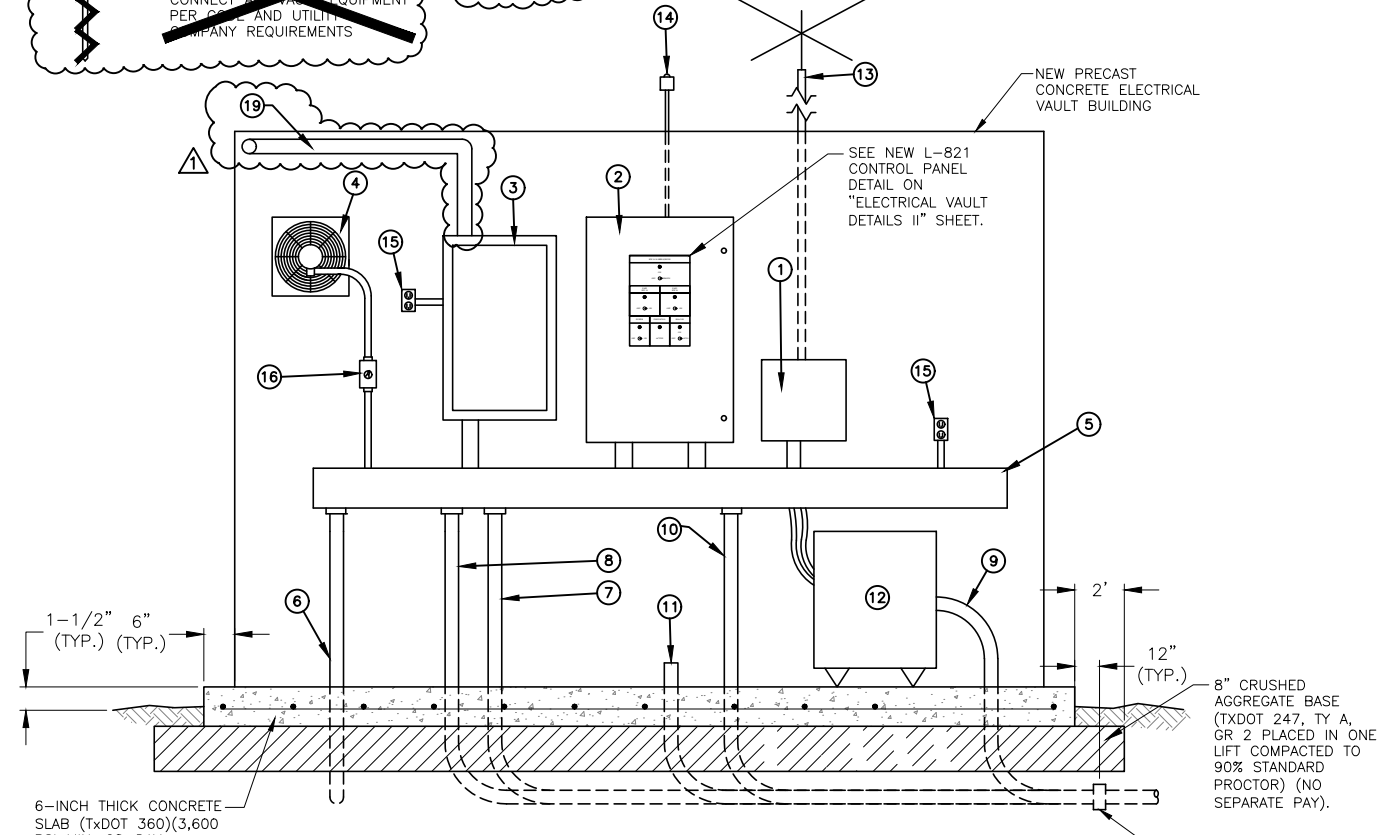 CONNECT
EQUIPMENT
PER CODE AND UTILITY
COMPANY REQUIREMENTS
14
13
NEW PRECAST
CONCRETE ELECTRICAL
VAULT BUILDING
19
1
SEE NEW L-821
CONTROL PANEL
DETAIL ON
"ELECTRICAL VAULT
DETAILS II" SHEET.
4
3
2
15
1
16
15
5
10
8
9
7
12
6
11
1-1/2"
(TYP.)
6"
(TYP.)
2'
12"
(TYP.)
8" CRUSHED
AGGREGATE BASE
(TXDOT 247, TY A,
GR 2 PLACED IN ONE
LIFT COMPACTED TO
90% STANDARD
PROCTOR) (NO
SEPARATE PAY).
6-INCH THICK CONCRETE
SLAB (TxDOT 360)(3,600